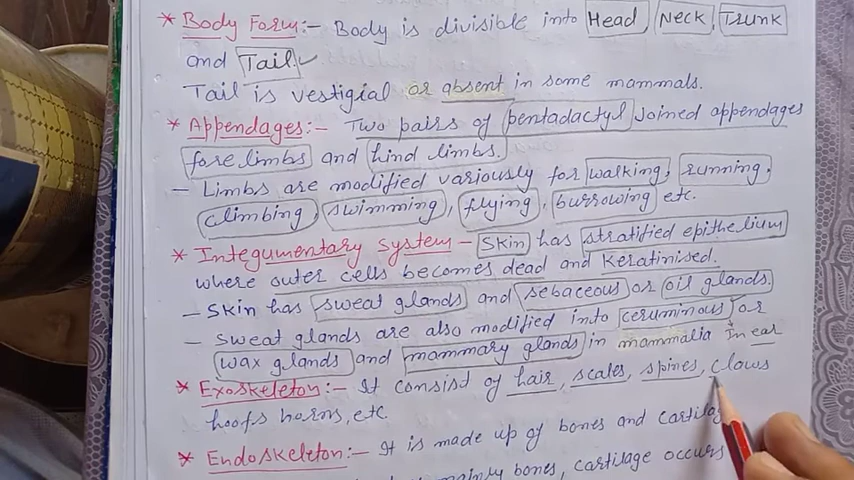 * Body Form:- Body is divisible into Head Neck, Trunk
and Tail
Tail is vestigial or absent in some mammals.
* Appendages:- Two pairs of pentadactyl joined appendages
fore limbs and hind limbs.
- Limbs are modified variously for walking, running,
climbing, swimming, flying, burrowing etc.
* Integumentary system - Skin has stratified epithelium
where outer cells becomes dead and keratinised.
- Skin has sweat glands and sebaceous or oil glands.
- Sweat glands are also modified into ceruminous or
wax glands and mammary glands in mammalia In ear
* Exoskeleton:- It consist of hair, scales, spines, claws
hoofs horns, etc.
* Endoskeleton:- It is made up of bones and
mainly bones, cartilage occurs